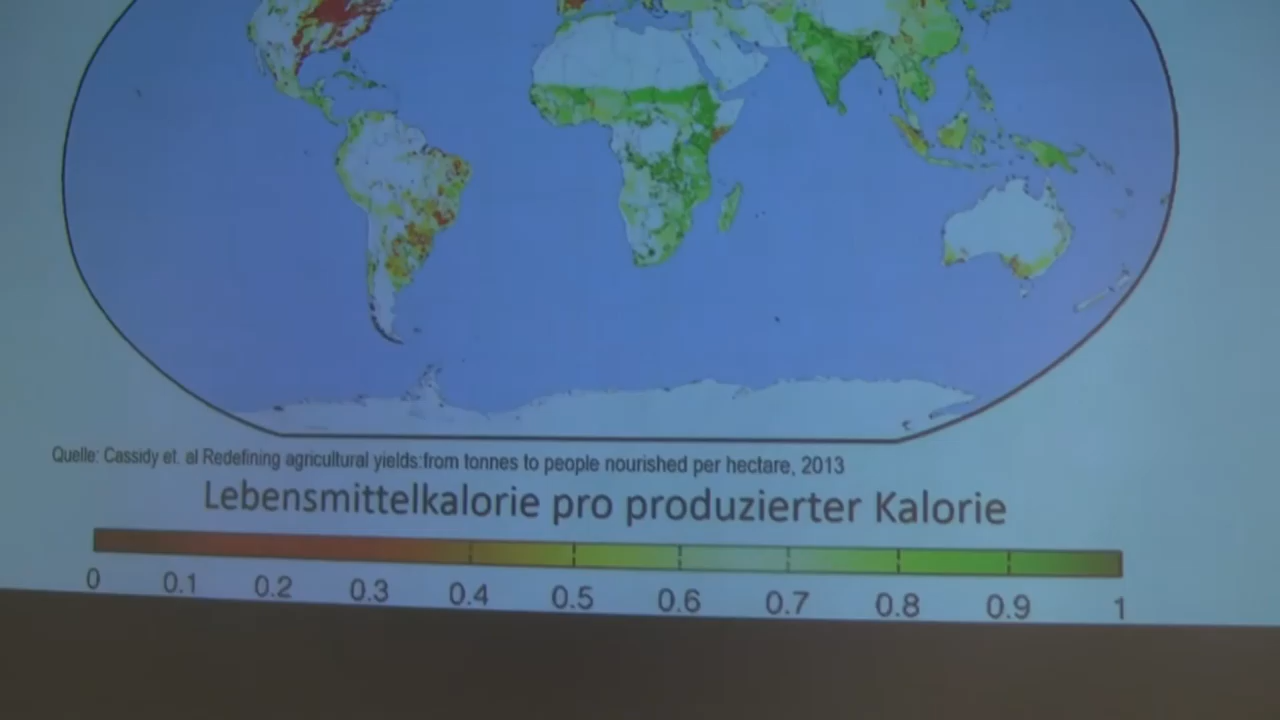 Quelle: Cassidy et. al Redefining agricultural yields:from tonnes to people nourished per hectare, 2013
Lebensmittelkalorie pro produzierter Kalorie
0 0.1 0.2 0.3 0.4 0.5 0.6 0.7 0.8 0.9 1